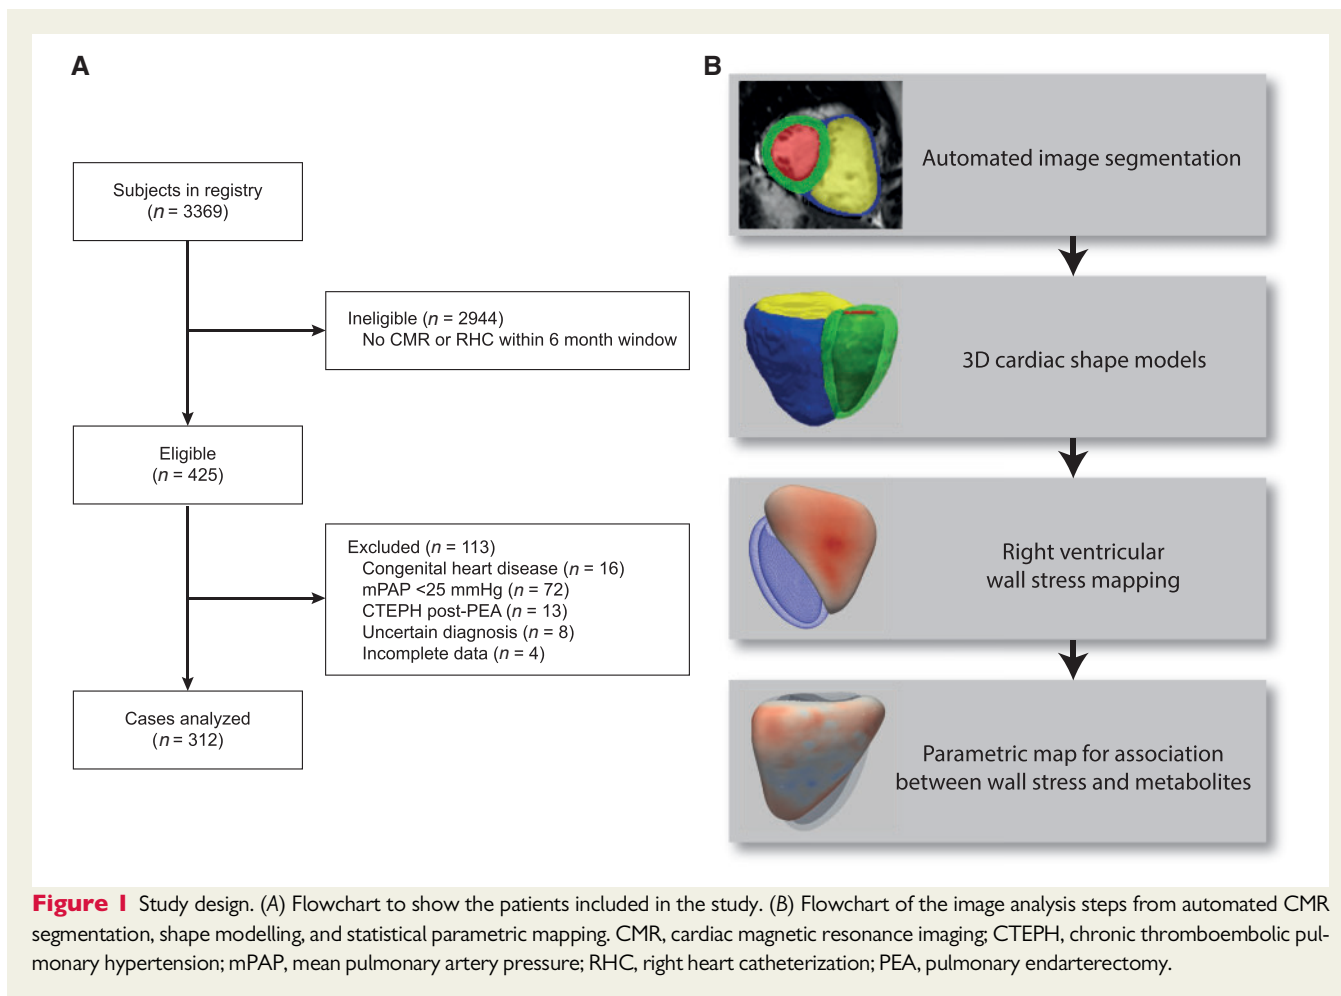 A
Subjects in registry
(n = 3369)
Ineligible (n = 2944)
No CMR or RHC within 6 month window
Eligible
(n = 425)
Excluded (n = 113)
Congenital heart disease (n = 16)
mPAP <25 mmHg (n = 72)
CTEPH post-PEA (n = 13)
Uncertain diagnosis (n = 8)
Incomplete data (n = 4)
Cases analyzed
(n = 312)
B
Automated image segmentation
3D cardiac shape models
Right ventricular
wall stress mapping
Parametric map for association
between wall stress and metabolites
Figure 1 Study design. (A) Flowchart to show the patients included in the study. (B) Flowchart of the image analysis steps from automated CMR
segmentation, shape modelling, and statistical parametric mapping. CMR, cardiac magnetic resonance imaging; CTEPH, chronic thromboembolic pul-
monary hypertension; mPAP, mean pulmonary artery pressure; RHC, right heart catheterization; PEA, pulmonary endarterectomy.